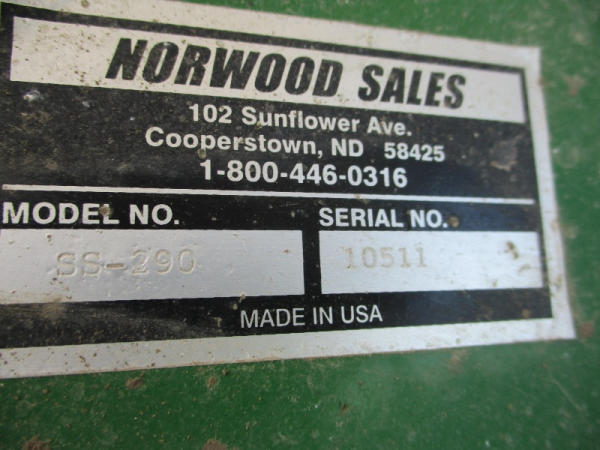 NORWOOD SALES
102 Sunflower Ave.
Cooperstown, ND 58425
1-800-446-0316
MODEL NO. SERIAL NO.
SS-290 10511
MADE IN USA